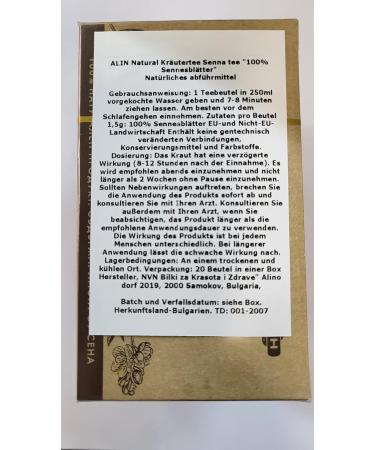 ALIN Natural Kräutertee Senna tee "100%
Sennesblätter"
Natürliches abführmittel
Gebrauchsanweisung: 1 Teebeutel in 250ml
vorgekochte Wasser geben und 7-8 Minuten
ziehen lassen. Am besten vor dem
Schlafengehen einnehmen. Zutaten pro Beutel
1,5g: 100% Sennesblätter EU-und Nicht-EU-
Landwirtschaft Enthält keine gentechnisch
veränderten Verbindungen,
Konservierungsmittel und Farbstoffe.
Dosierung: Das Kraut hat eine verzögerte
Wirkung (8-12 Stunden nach der Einnahme). Es
wird empfohlen abends einzunehmen und nicht
länger als 2 Wochen ohne Pause einzunehmen.
Sollten Nebenwirkungen auftreten, brechen Sie
die Anwendung des Produkts sofort ab und
konsultieren Sie mit Ihren Arzt. Konsultieren Sie
außerdem mit Ihren Arzt, wenn Sie
beabsichtigen, das Produkt länger als die
empfohlene Anwendungsdauer zu verwenden.
Die Wirkung des Produkts ist bei jedem
Menschen unterschiedlich. Bei längerer
Anwendung lässt die schwache Wirkung nach.
Lagerbedingungen: An einem trockenen und
kühlen Ort. Verpackung: 20 Beutel in einer Box
Hersteller, NVN Bilki za Krasota i Zdrave" Alino
dorf 2019, 2000 Samokov, Bulgaria,
Batch und Verfallsdatum: siehe Box.
Herkunftsland-Bulgarien. TD: 001-2007